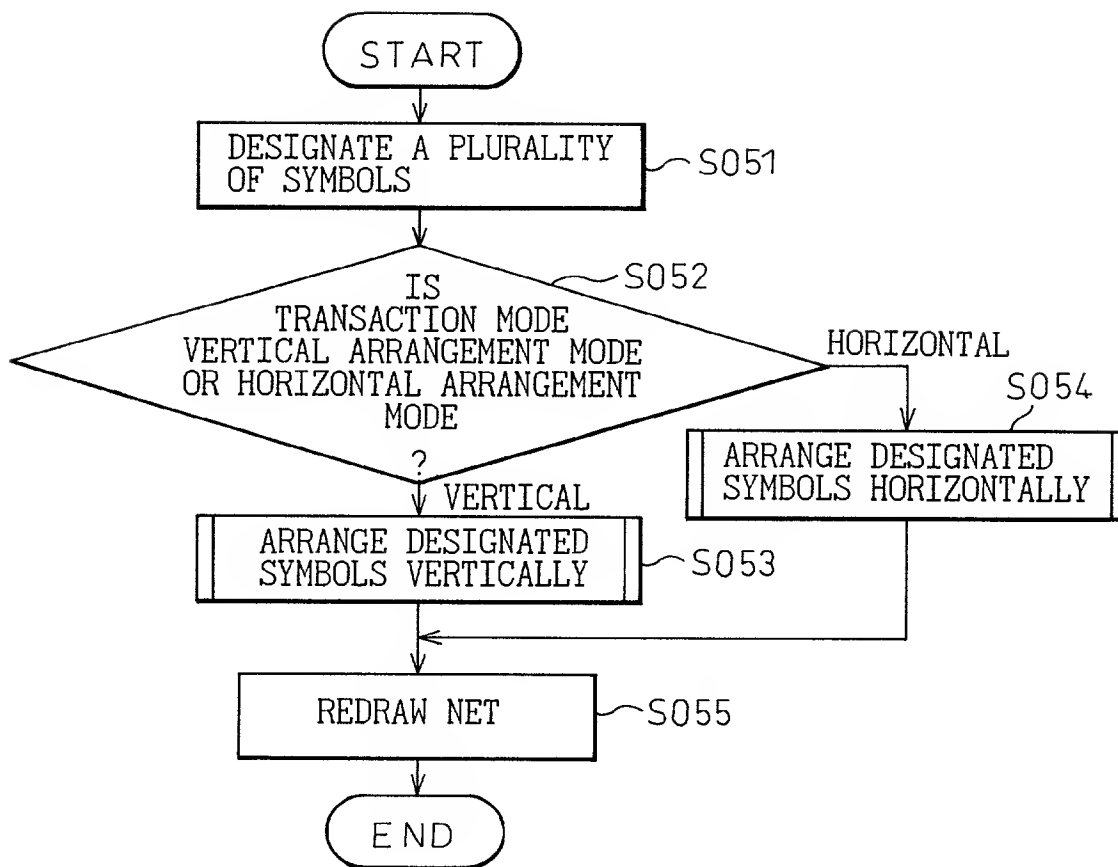 START
DESIGNATE A PLURALITY
OF SYMBOLS
S051
S052
IS
TRANSACTION MODE
VERTICAL ARRANGEMENT MODE
OR HORIZONTAL ARRANGEMENT
MODE
?
HORIZONTAL
S054
ARRANGE DESIGNATED
SYMBOLS HORIZONTALLY
VERTICAL
ARRANGE DESIGNATED
SYMBOLS VERTICALLY
S053
REDRAW NET
S055
END